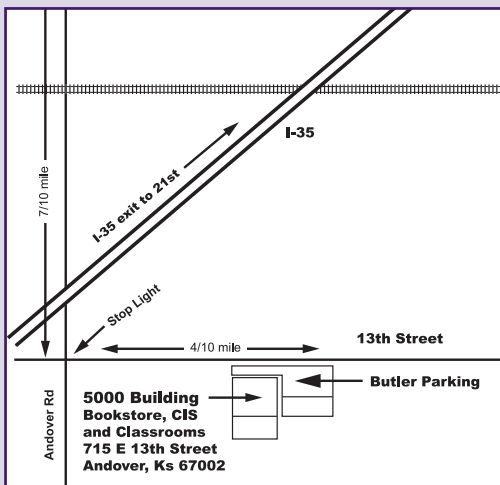 I-35
7/10 mile
I-35 exit to 21st
Stop Light
4/10 mile
13th Street
Butler Parking
Andover Rd
5000 Building
Bookstore, CIS
and Classrooms
715 E 13th Street
Andover, Ks 67002